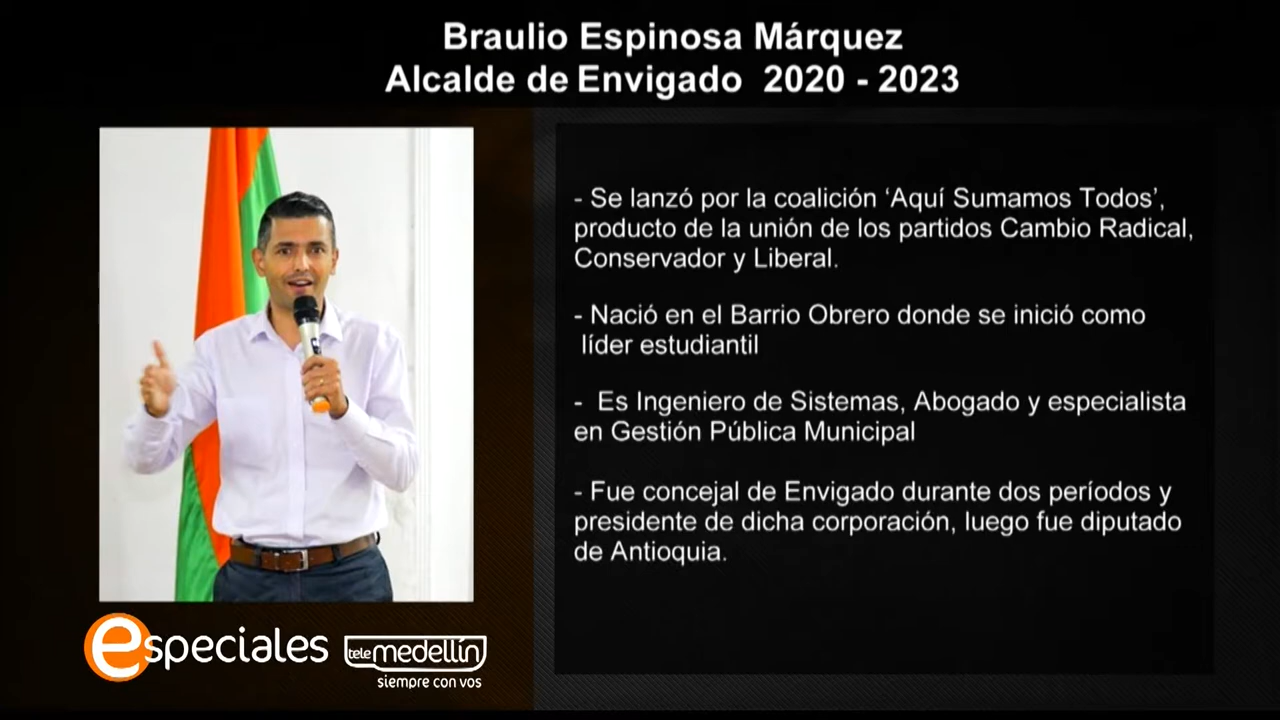 Braulio Espinosa Márquez
Alcalde de Envigado 2020 - 2023
- Se lanzó por la coalición ‘Aquí Sumamos Todos’,
producto de la unión de los partidos Cambio Radical,
Conservador y Liberal.
- Nació en el Barrio Obrero donde se inició como
líder estudiantil
- Es Ingeniero de Sistemas, Abogado y especialista
en Gestión Pública Municipal
- Fue concejal de Envigado durante dos períodos y
presidente de dicha corporación, luego fue diputado
de Antioquia.
especiales
telemedellín
siempre con vos